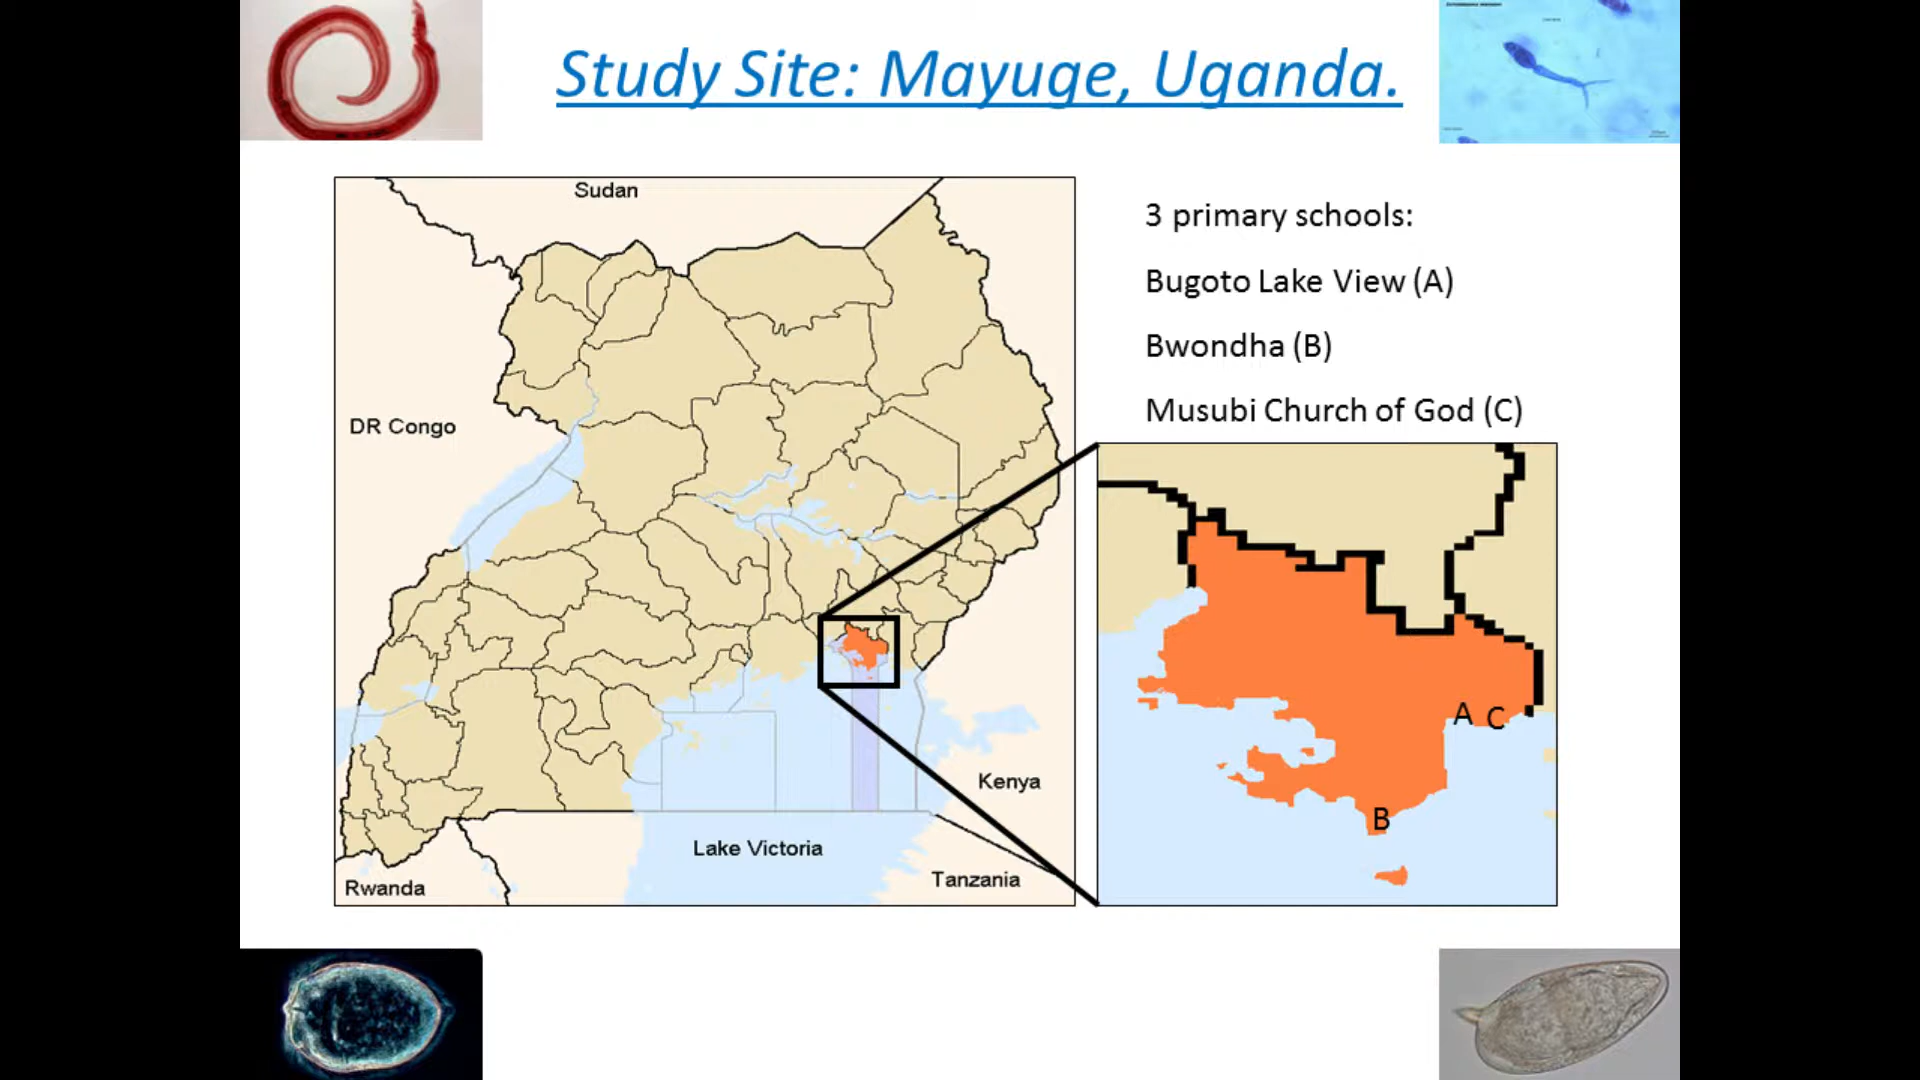 Study Site: Mayuge, Uganda.
3 primary schools:
Bugoto Lake View (A)
Bwondha (B)
Musubi Church of God (C)
Sudan
DR Congo
Kenya
Lake Victoria
Tanzania
Rwanda
A C
B